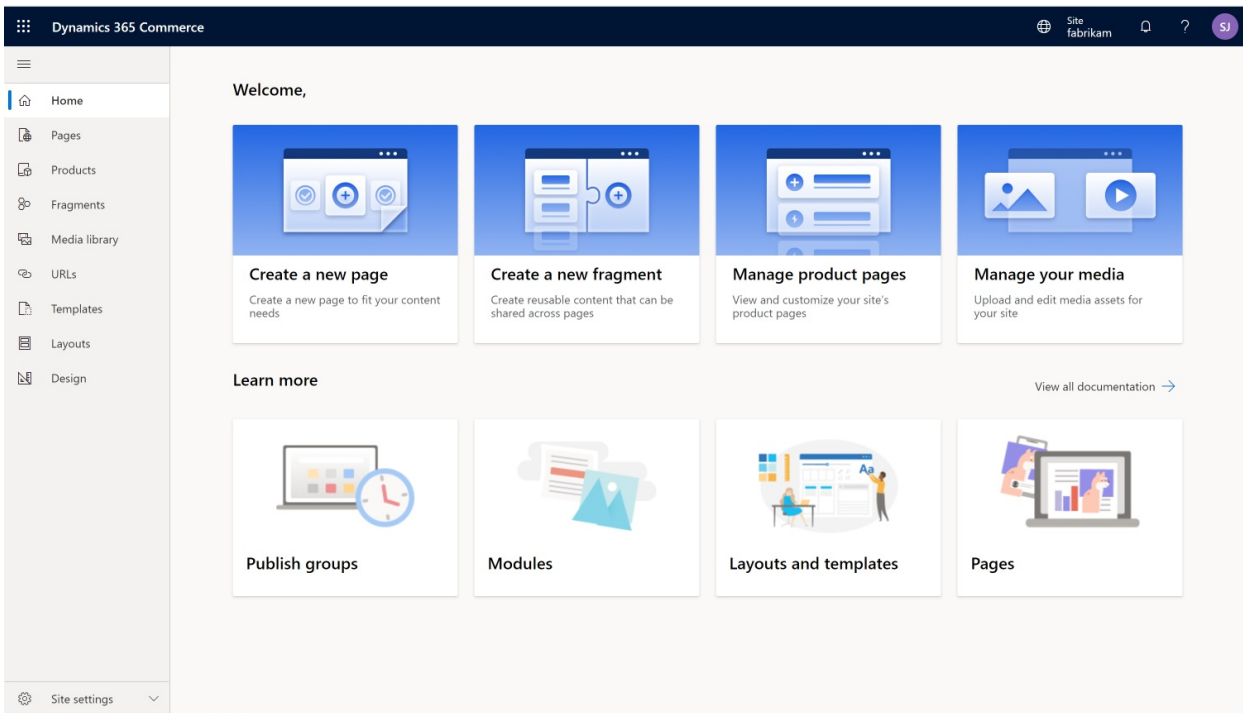 Dynamics 365 Commerce
Site
fabrikam
?
SJ
Home
Pages
Products
Fragments
Media library
URLs
Templates
Layouts
Design
Site settings
Welcome,
Create a new page
Create a new page to fit your content
needs
Create a new fragment
Create reusable content that can be
shared across pages
Manage product pages
View and customize your site's
product pages
Manage your media
Upload and edit media assets for
your site
Learn more
View all documentation
Publish groups
Modules
Aa
Layouts and templates
Pages